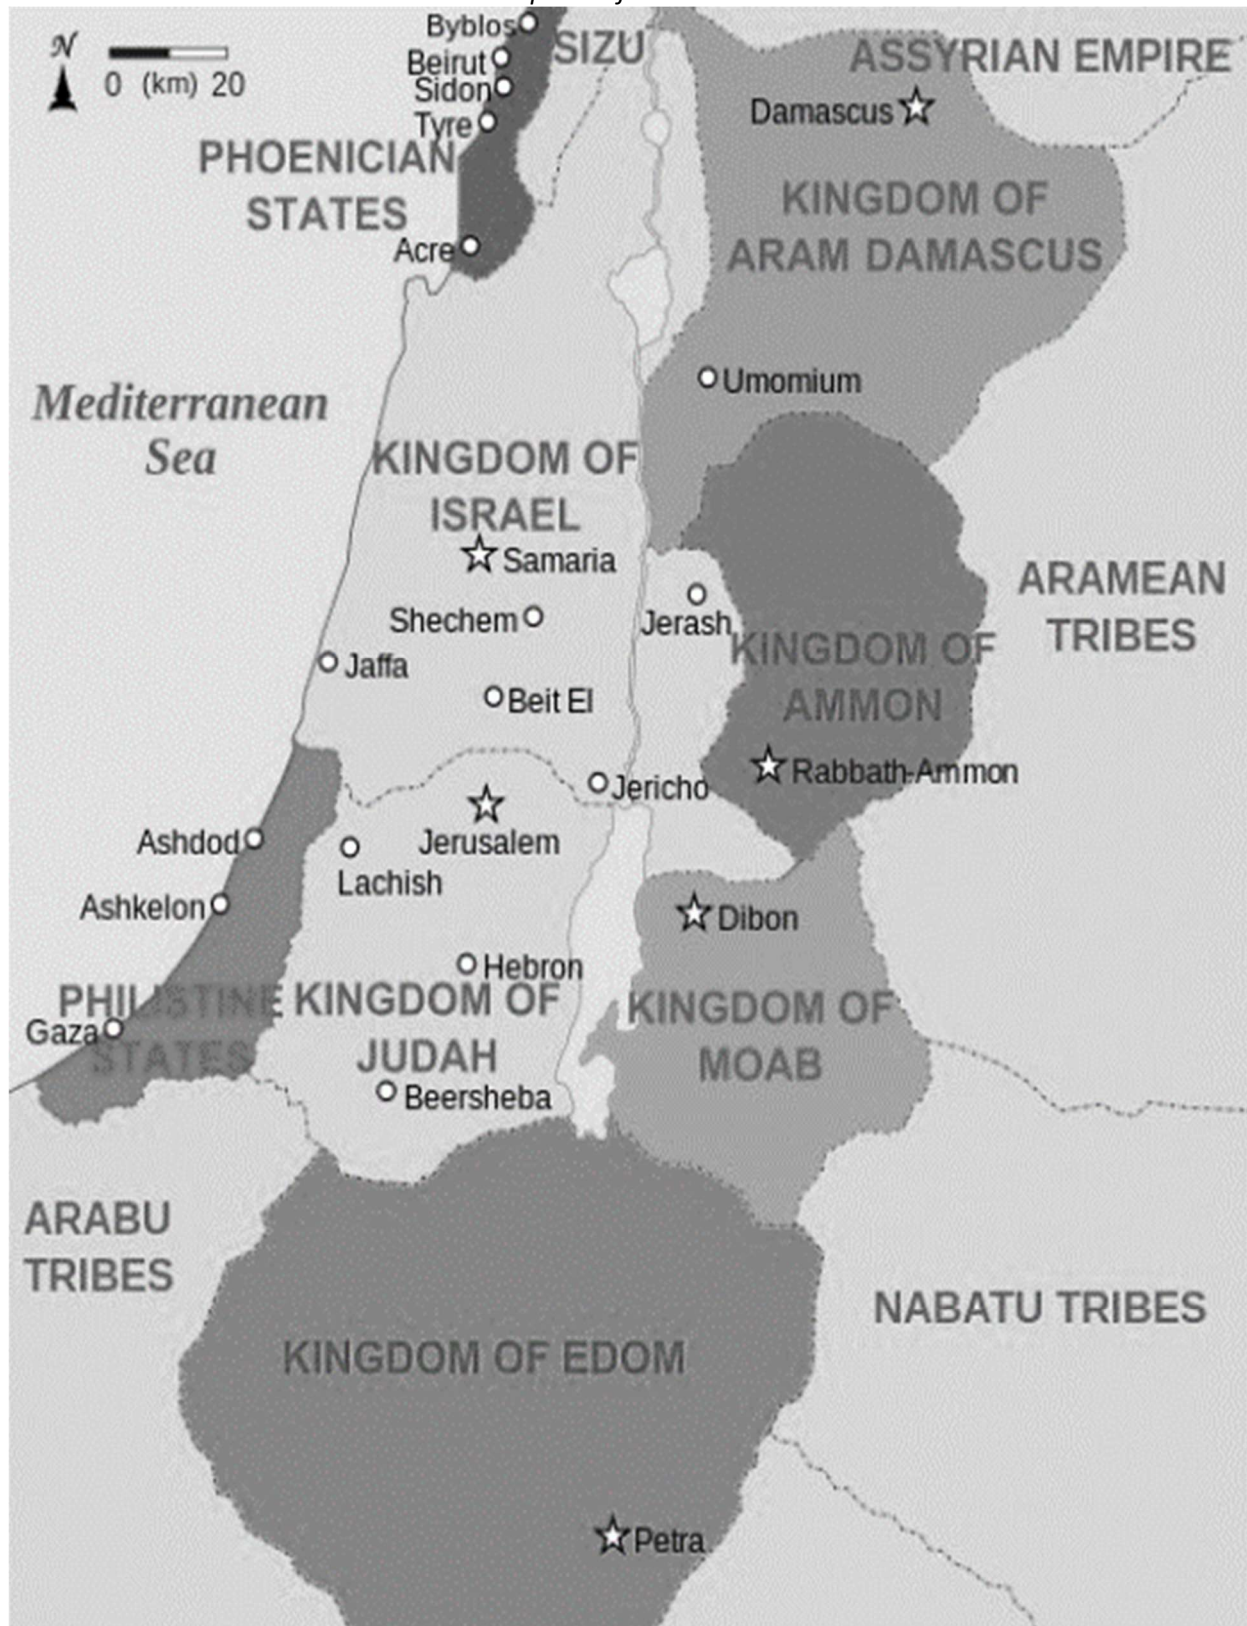 Byblos
N
SIZU
ASSYRIAN EMPIRE
Beirut
0 (km) 20
Sidon
Damascus
Tyre
PHOENICIAN
STATES
KINGDOM OF
ARAM DAMASCUS
Acre
Umomium
Mediterranean
Sea
KINGDOM OF
ISRAEL
Samaria
ARAMEAN
TRIBES
Shechem
Jerash
KINGDOM OF
AMMON
Jaffa
Beit El
Rabbath-Ammon
Jericho
Ashdod
Jerusalem
Lachish
Ashkelon
Dibon
Hebron
PHILISTINE
STATES
KINGDOM OF
JUDAH
KINGDOM OF
MOAB
Gaza
Beersheba
ARABU
TRIBES
NABATU TRIBES
KINGDOM OF EDOM
Petra